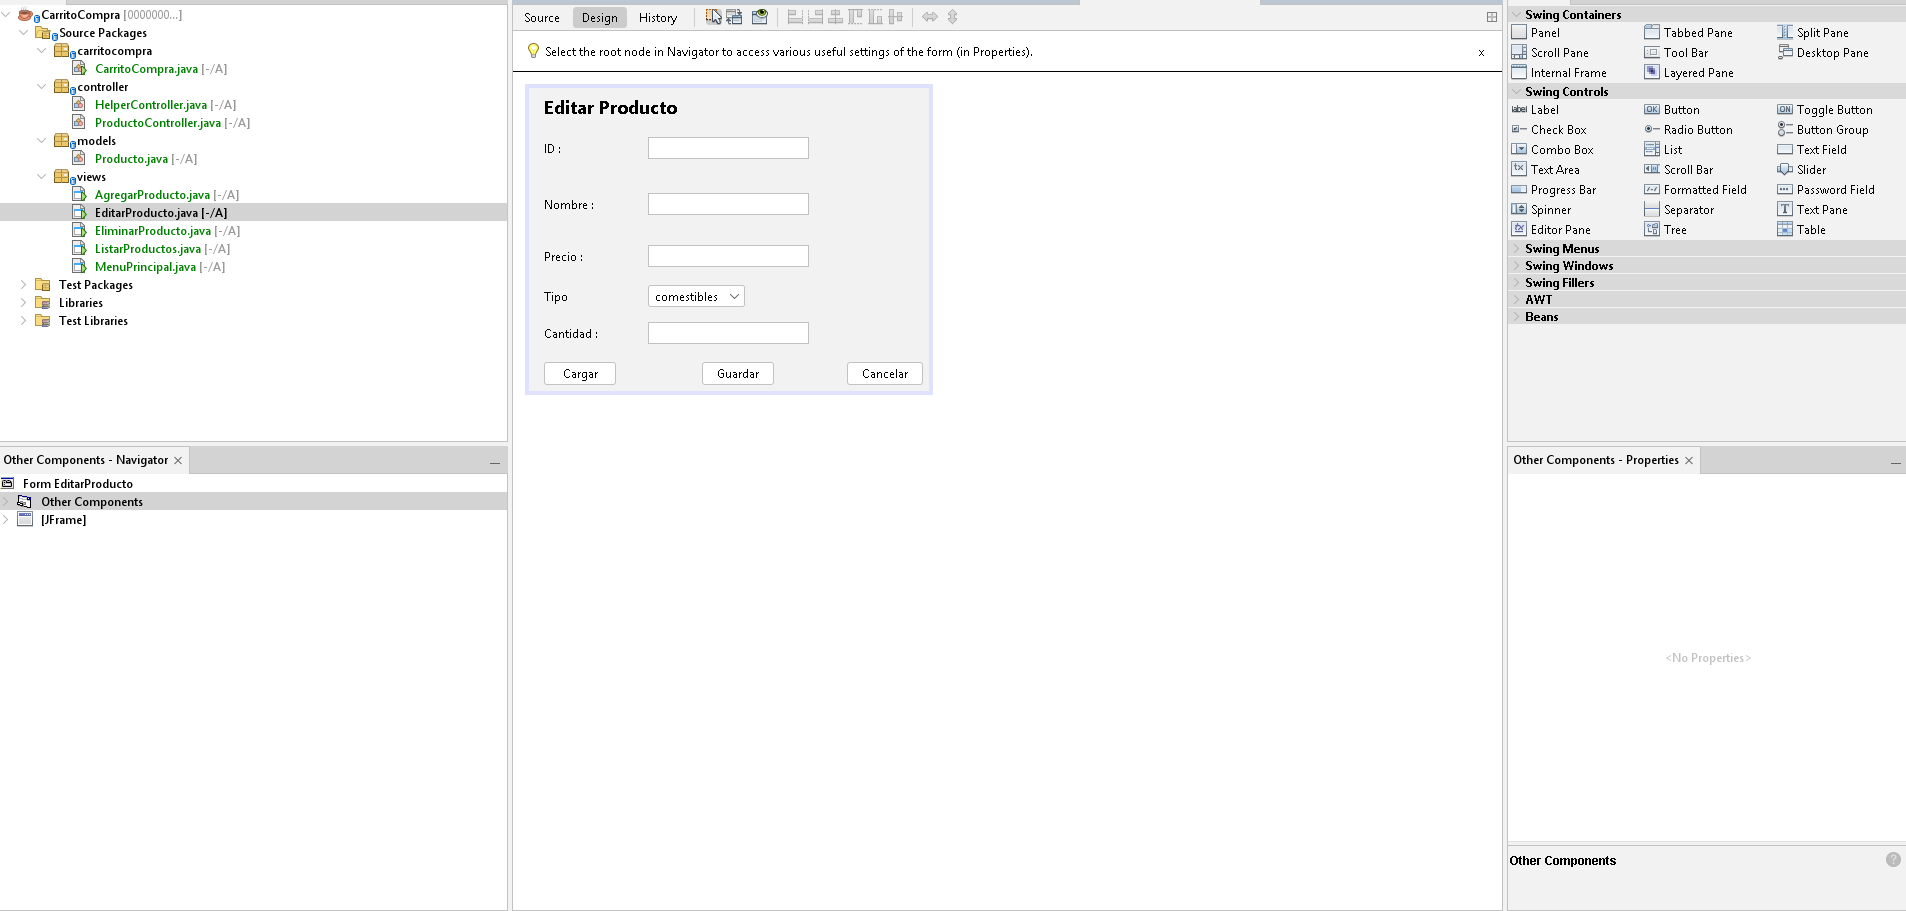 CarritoCompra [0000000...]
Source Packages
carritocompra
CarritoCompra.java [-/A]
controller
HelperController.java [-/A]
ProductoController.java [-/A]
models
Producto.java [-/A]
views
AgregarProducto.java [-/A]
EditarProducto.java [-/A]
EliminarProducto.java [-/A]
ListarProductos.java [-/A]
MenuPrincipal.java [-/A]
Test Packages
Libraries
Test Libraries
Other Components - Navigator
Form EditarProducto
Other Components
[JFrame]
Source Design History
Select the root node in Navigator to access various useful settings of the form (in Properties). x
Editar Producto
ID :
Nombre :
Precio :
Tipo comestibles
Cantidad :
Cargar Guardar Cancelar
Swing Containers
Panel Tabbed Pane Split Pane
Scroll Pane Tool Bar Desktop Pane
Internal Frame Layered Pane
Swing Controls
label Label OK Button ON Toggle Button
Check Box Radio Button Button Group
Combo Box List Text Field
Text Area Scroll Bar Slider
Progress Bar Formatted Field Password Field
Spinner Separator Text Pane
Editor Pane Tree Table
Swing Menus
Swing Windows
Swing Fillers
AWT
Beans
Other Components - Properties
<No Properties>
Other Components
?